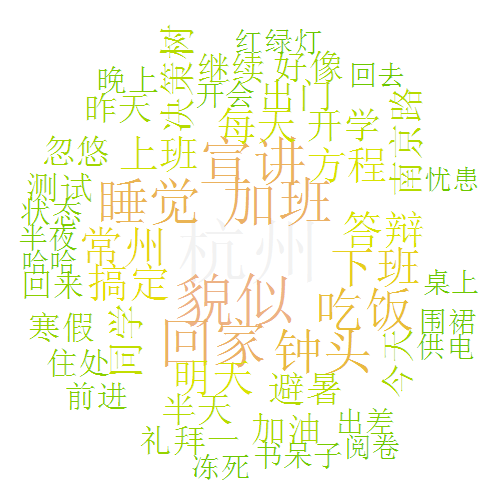 红绿灯
晚上
继续
好像
回去
昨天
决策树
开会
出门
每天
开学
南京路
忽悠
上班
宣讲
方程
忧患
测试
睡觉
加班
状态
半夜
常州
杭州
答辩
哈哈
回来
搞定
下班
桌上
貌似
吃饭
寒假
同学
回家
钟头
围裙
供电
今天
住处
明天
避暑
前进
半天
礼拜一
加油
出差
冻死
书呆子
阅卷